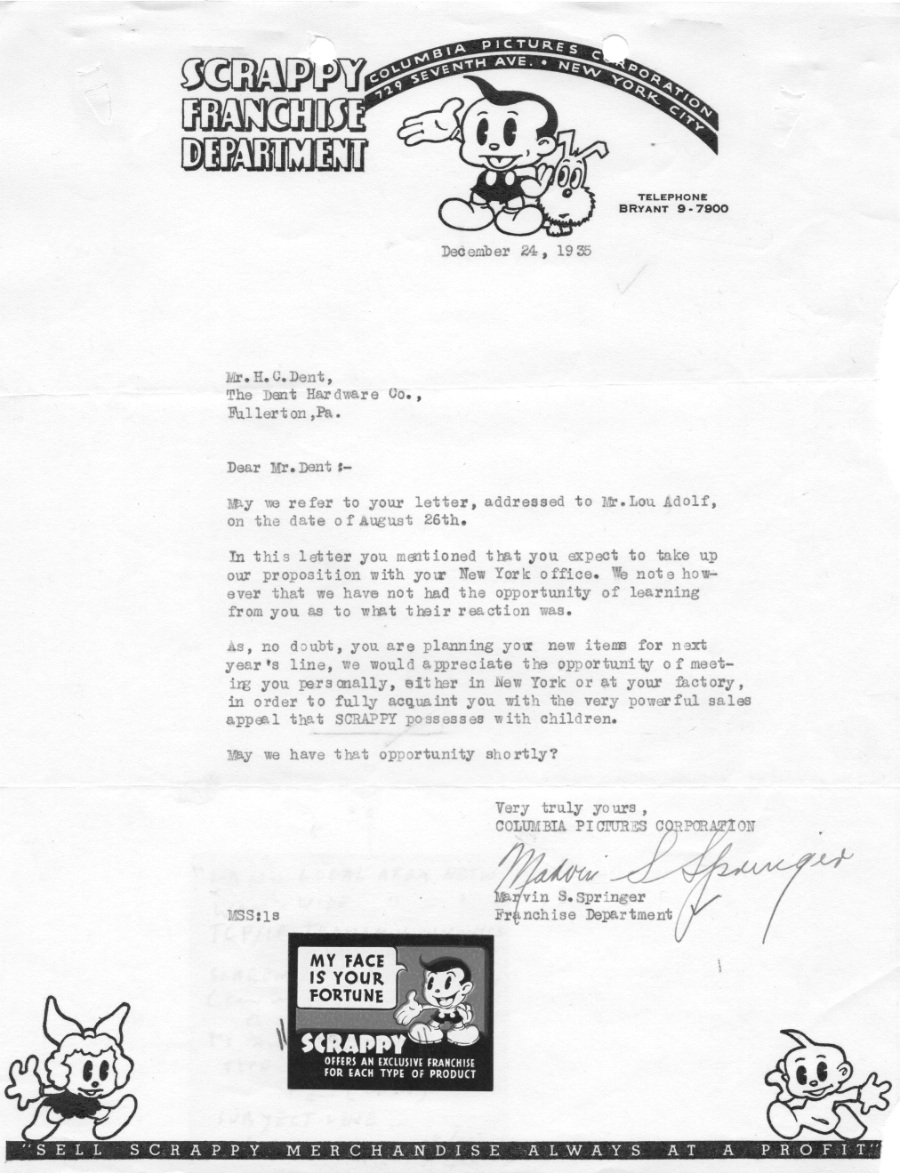 SCRAPPY
FRANCHISE
DEPARTMENT
COLUMBIA PICTURES CORPORATION
729 SEVENTH AVE. • NEW YORK CITY
TELEPHONE
BRYANT 9-7900
December 24, 1935
Mr.H.C.Dent,
The Dent Hardware Co.,
Fullerton,Pa.
Dear Mr.Dent:-
May we refer to your letter, addressed to Mr.Lou Adolf,
on the date of August 26th.
In this letter you mentioned that you expect to take up
our proposition with your New York office. We note how-
ever that we have not had the opportunity of learning
from you as to what their reaction was.
As, no doubt, you are planning your new items for next
year's line, we would appreciate the opportunity of meet-
ing you personally, either in New York or at your factory,
in order to fully acquaint you with the very powerful sales
appeal that SCRAPPY possesses with children.
May we have that opportunity shortly?
Very truly yours,
COLUMBIA PICTURES CORPORATION
Marvin S Springer
Marvin S.Springer
MSS:ls
Franchise Department
MY FACE
IS YOUR
FORTUNE
SCRAPPY
OFFERS AN EXCLUSIVE FRANCHISE
FOR EACH TYPE OF PRODUCT
"SELL SCRAPPY MERCHANDISE ALWAYS AT A PROFIT"